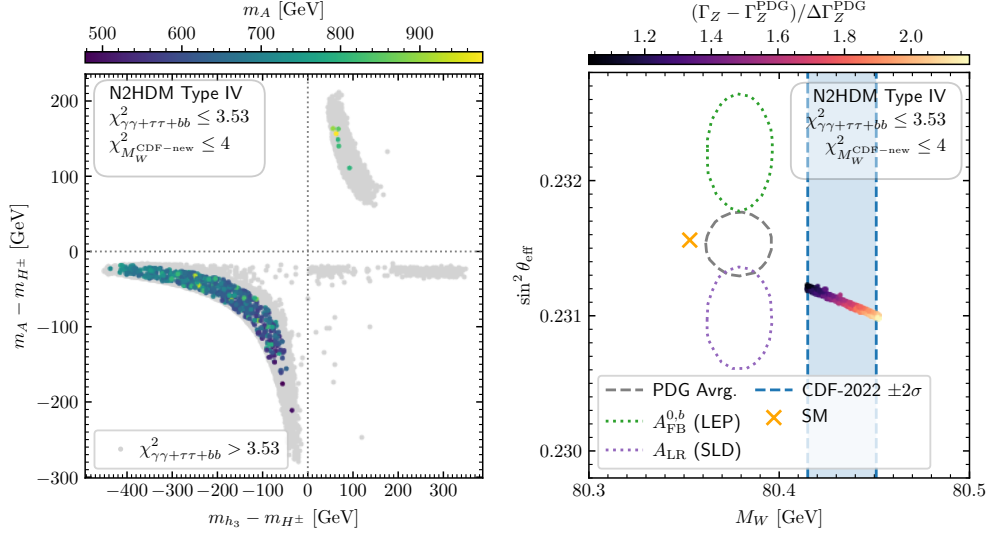 m_A [GeV]
500 600 700 800 900
N2HDM Type IV
χ²_{γγ+ττ+bb} ≤ 3.53
χ²_{M_W^{CDF−new}} ≤ 4
200
100
0
−100
−200
−300
m_A − m_{H±} [GeV]
χ²_{γγ+ττ+bb} > 3.53
−400 −300 −200 −100 0 100 200 300
m_{h_3} − m_{H±} [GeV]
(Γ_Z − Γ_Z^{PDG})/ΔΓ_Z^{PDG}
1.2 1.4 1.6 1.8 2.0
N2HDM Type IV
χ²_{γγ+ττ+bb} ≤ 3.53
χ²_{M_W^{CDF−new}} ≤ 4
0.232
0.231
0.230
sin² θ_eff
PDG Avrg.
A_{FB}^{0,b} (LEP)
A_{LR} (SLD)
CDF-2022 ±2σ
SM
80.3 80.4 80.5
M_W [GeV]